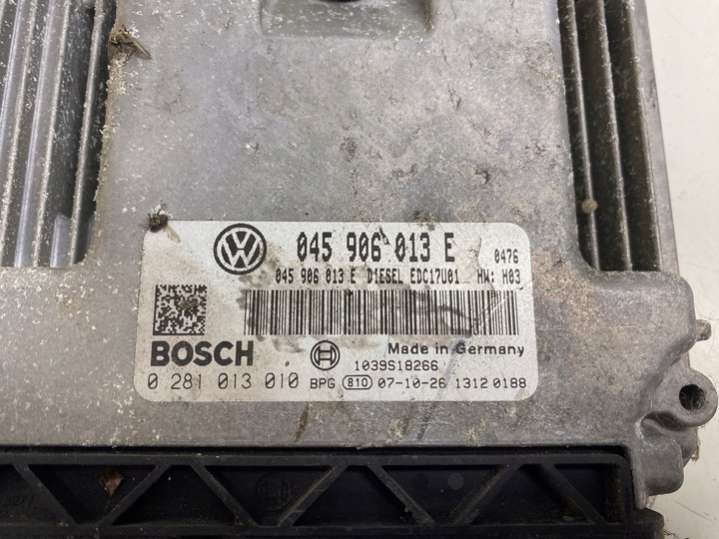 VW 045 906 013 E 0476
045 906 013 E DIESEL EDC17U01 HW: H03
BOSCH Made in Germany
1039S18266
0 281 013 010 BPG 810 07-10-26 1312 0188